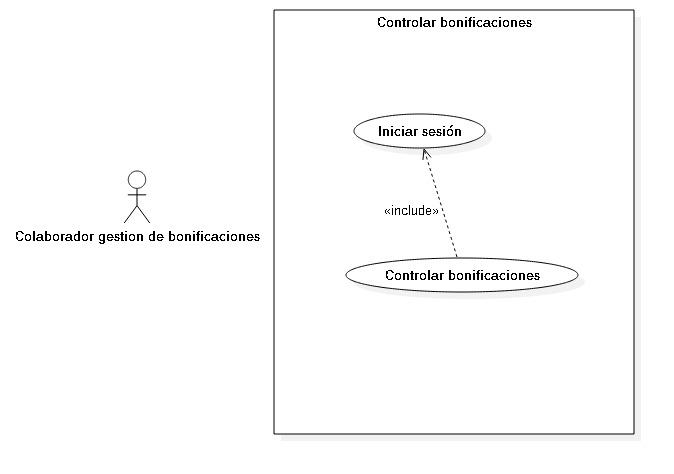 Controlar bonificaciones
Iniciar sesión
«include»
Colaborador gestion de bonificaciones
Controlar bonificaciones